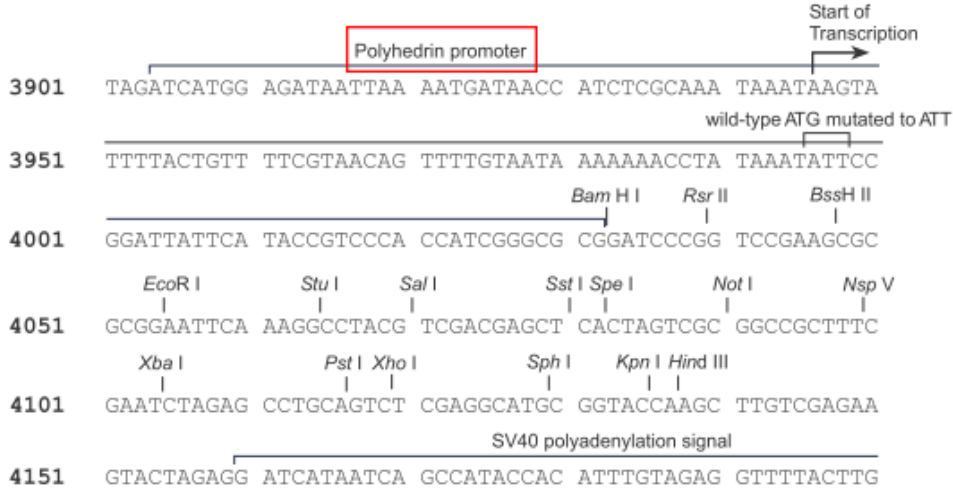 Start of
Transcription
Polyhedrin promoter
3901 TAGATCATGG AGATAATTAA AATGATAACC ATCTCGCAAA TAAATAAGTA
wild-type ATG mutated to ATT
3951 TTTTACTGTT TTCGTAACAG TTTTGTAATA AAAAAACCTA TAAATATTCC
Bam H I Rsr II BssH II
4001 GGATTATTCA TACCGTCCCA CCATCGGGCG CGGATCCCGG TCCGAAGCGC
EcoR I Stu I Sal I Sst I Spe I Not I Nsp V
4051 GCGGAATTCA AAGGCCTACG TCGACGAGCT CACTAGTCGC GGCCGCTTTC
Xba I Pst I Xho I Sph I Kpn I Hind III
4101 GAATCTAGAG CCTGCAGTCT CGAGGCATGC GGTACCAAGC TTGTCGAGAA
SV40 polyadenylation signal
4151 GTACTAGAGG ATCATAATCA GCCATACCAC ATTTGTAGAG GTTTTACTTG